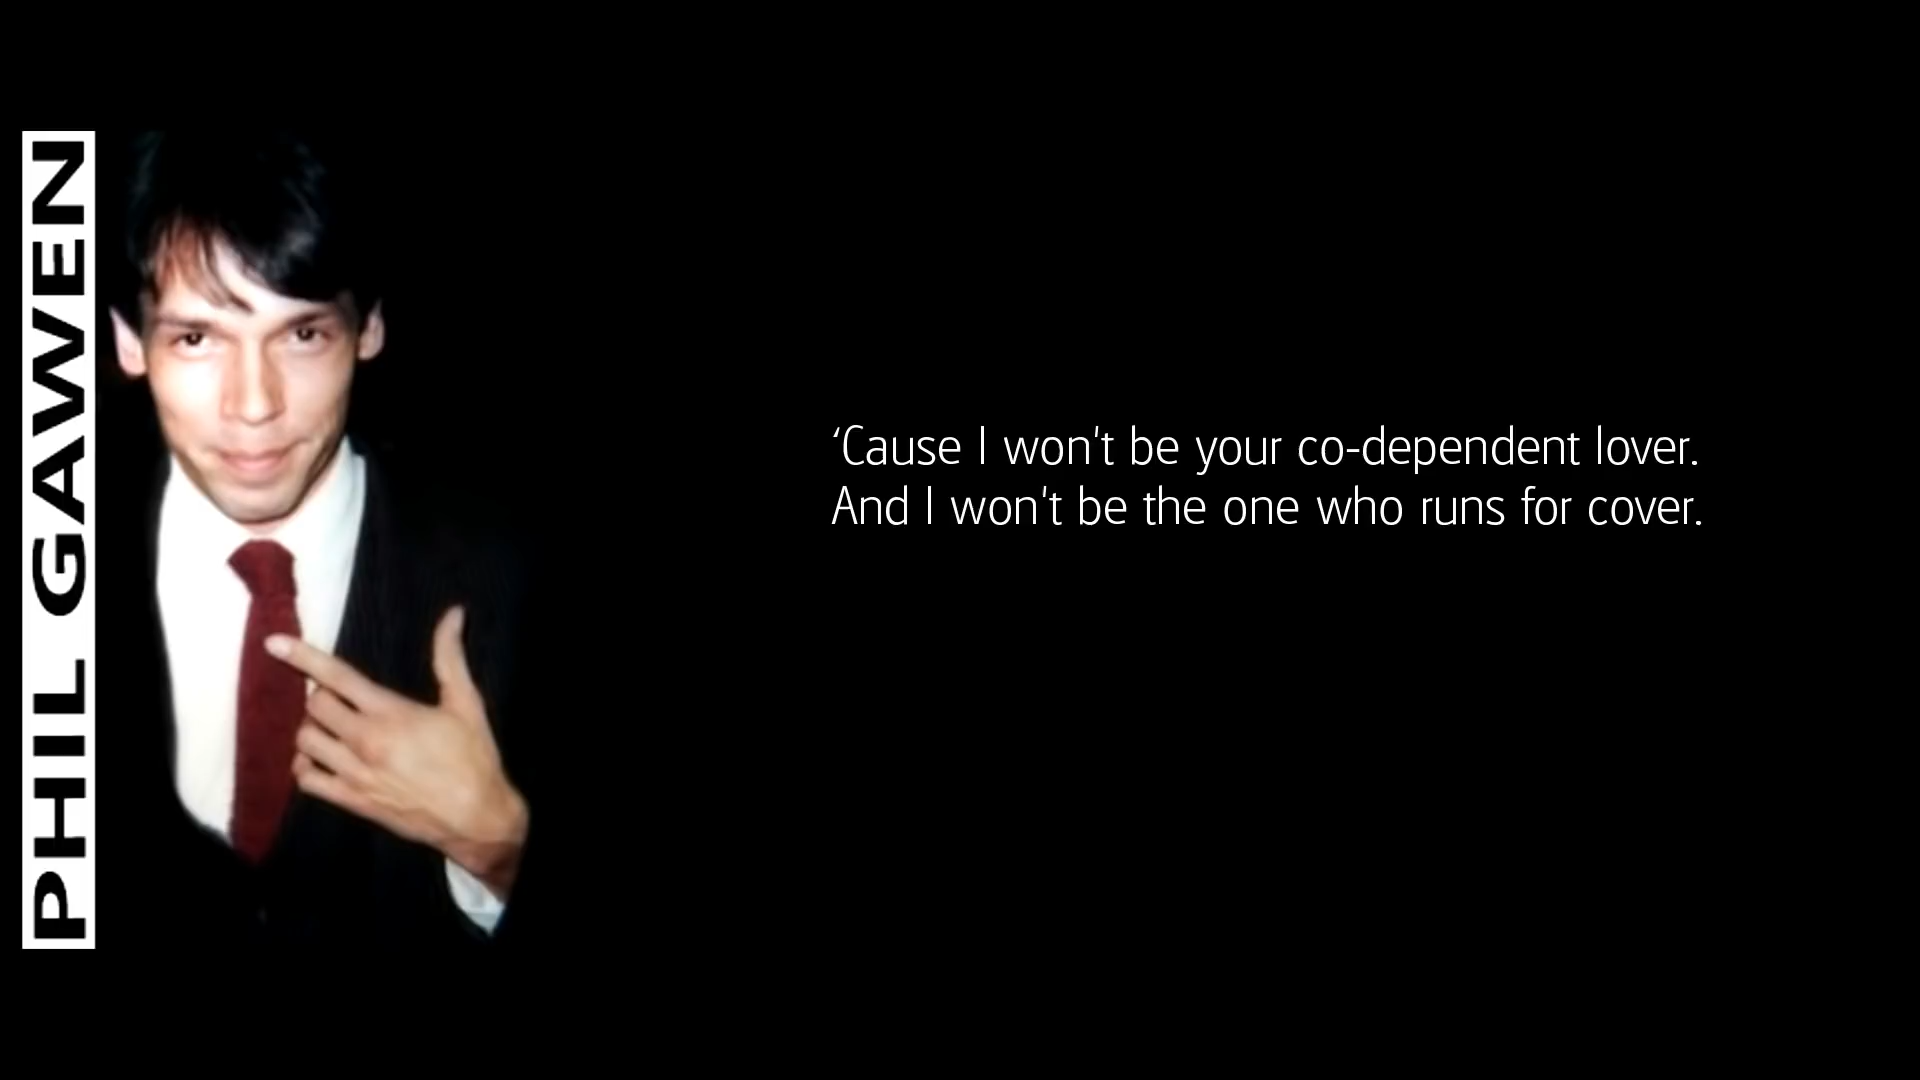 PHIL GAWEN
‘Cause I won't be your co-dependent lover.
And I won't be the one who runs for cover.